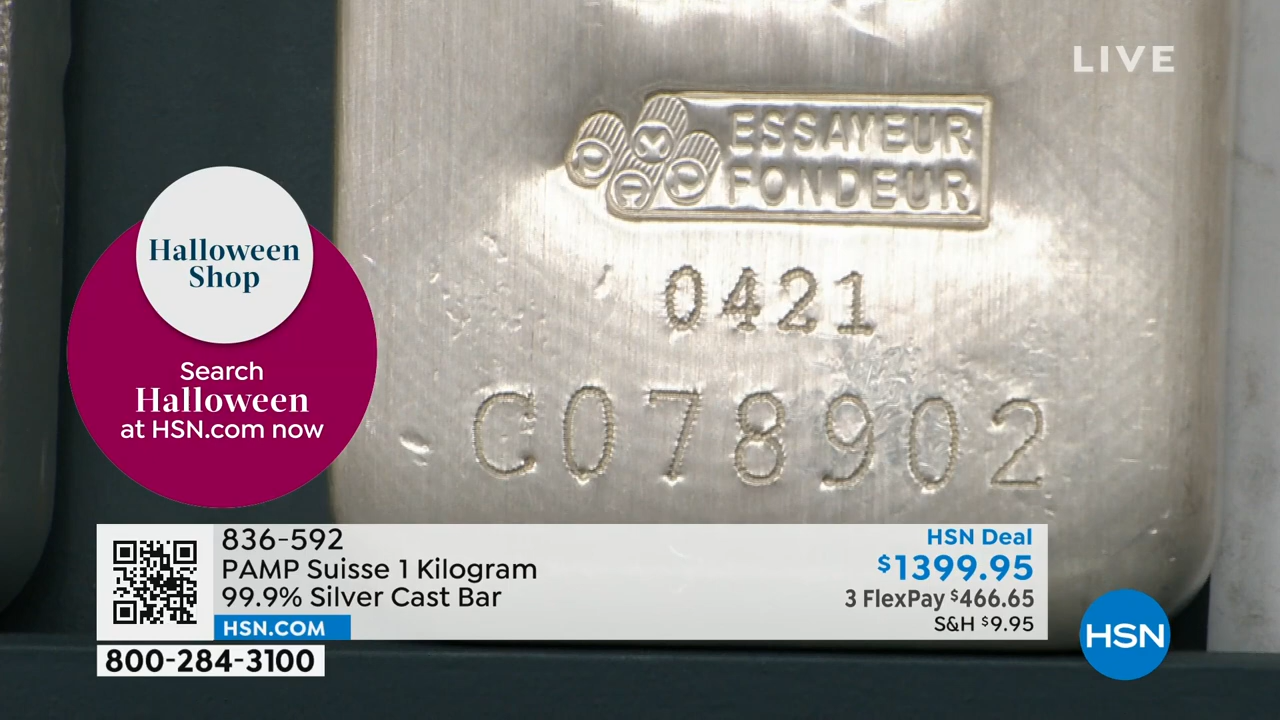 LIVE
P M A P
ESSAYEUR
FONDEUR
0421
C078902
Halloween
Shop
Search
Halloween
at HSN.com now
836-592
PAMP Suisse 1 Kilogram
99.9% Silver Cast Bar
HSN.COM
800-284-3100
HSN Deal
$1399.95
3 FlexPay $466.65
S&H $9.95
HSN